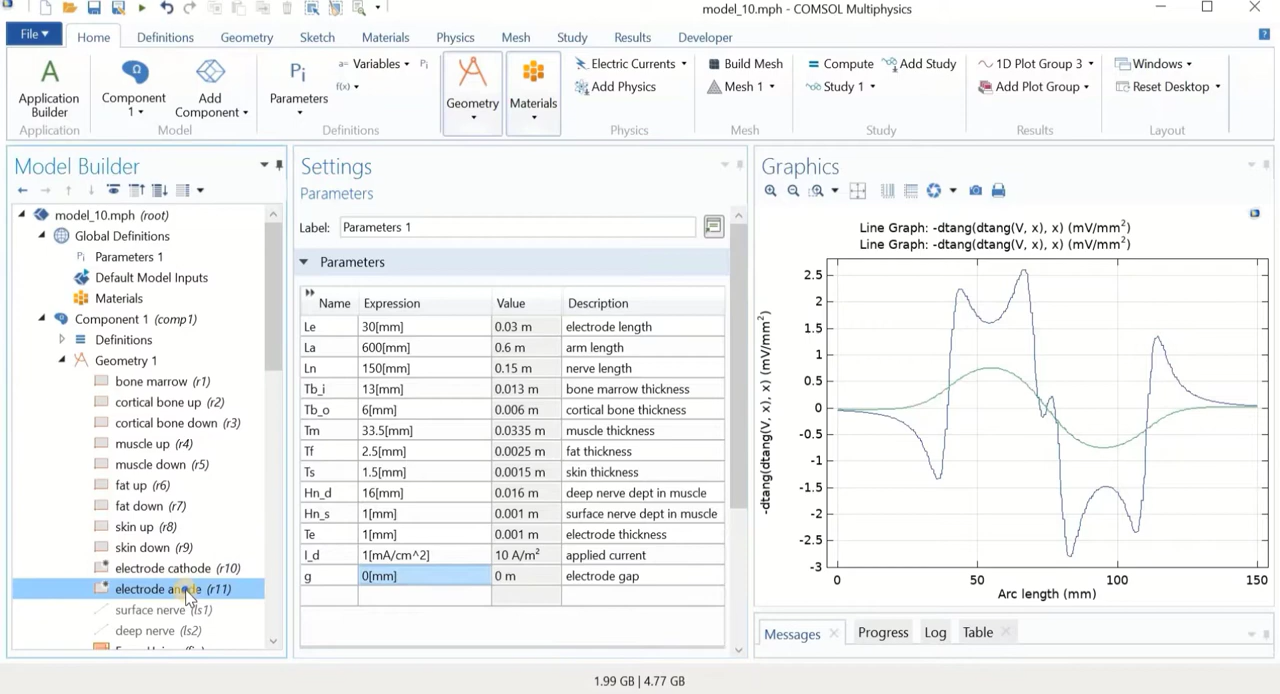 model_10.mph - COMSOL Multiphysics
File
Home
Definitions
Geometry
Sketch
Materials
Physics
Mesh
Study
Results
Developer
A
Application
Builder
Application
Component
1
Add
Component
Model
Pi
Parameters
a= Variables
Pi
f(x)
Definitions
Geometry
Materials
Electric Currents
Add Physics
Physics
Build Mesh
Mesh 1
Mesh
= Compute
Add Study
Study 1
Study
1D Plot Group 3
Add Plot Group
Results
Windows
Reset Desktop
Layout
Model Builder
model_10.mph (root)
Global Definitions
Pi Parameters 1
Default Model Inputs
Materials
Component 1 (comp1)
Definitions
Geometry 1
bone marrow (r1)
cortical bone up (r2)
cortical bone down (r3)
muscle up (r4)
muscle down (r5)
fat up (r6)
fat down (r7)
skin up (r8)
skin down (r9)
electrode cathode (r10)
electrode anode (r11)
surface nerve (ls1)
deep nerve (ls2)
Settings
Parameters
Label: Parameters 1
Parameters
Name Expression Value Description
Le 30[mm] 0.03 m electrode length
La 600[mm] 0.6 m arm length
Ln 150[mm] 0.15 m nerve length
Tb_i 13[mm] 0.013 m bone marrow thickness
Tb_o 6[mm] 0.006 m cortical bone thickness
Tm 33.5[mm] 0.0335 m muscle thickness
Tf 2.5[mm] 0.0025 m fat thickness
Ts 1.5[mm] 0.0015 m skin thickness
Hn_d 16[mm] 0.016 m deep nerve dept in muscle
Hn_s 1[mm] 0.001 m surface nerve dept in muscle
Te 1[mm] 0.001 m electrode thickness
I_d 1[mA/cm^2] 10 A/m² applied current
g 0[mm] 0 m electrode gap
Graphics
Line Graph: -dtang(dtang(V, x), x) (mV/mm²)
Line Graph: -dtang(dtang(V, x), x) (mV/mm²)
-dtang(dtang(V, x), x) (mV/mm²)
2.5
2
1.5
1
0.5
0
-0.5
-1
-1.5
-2
-2.5
-3
0 50 100 150
Arc length (mm)
Messages
Progress
Log
Table
1.99 GB | 4.77 GB